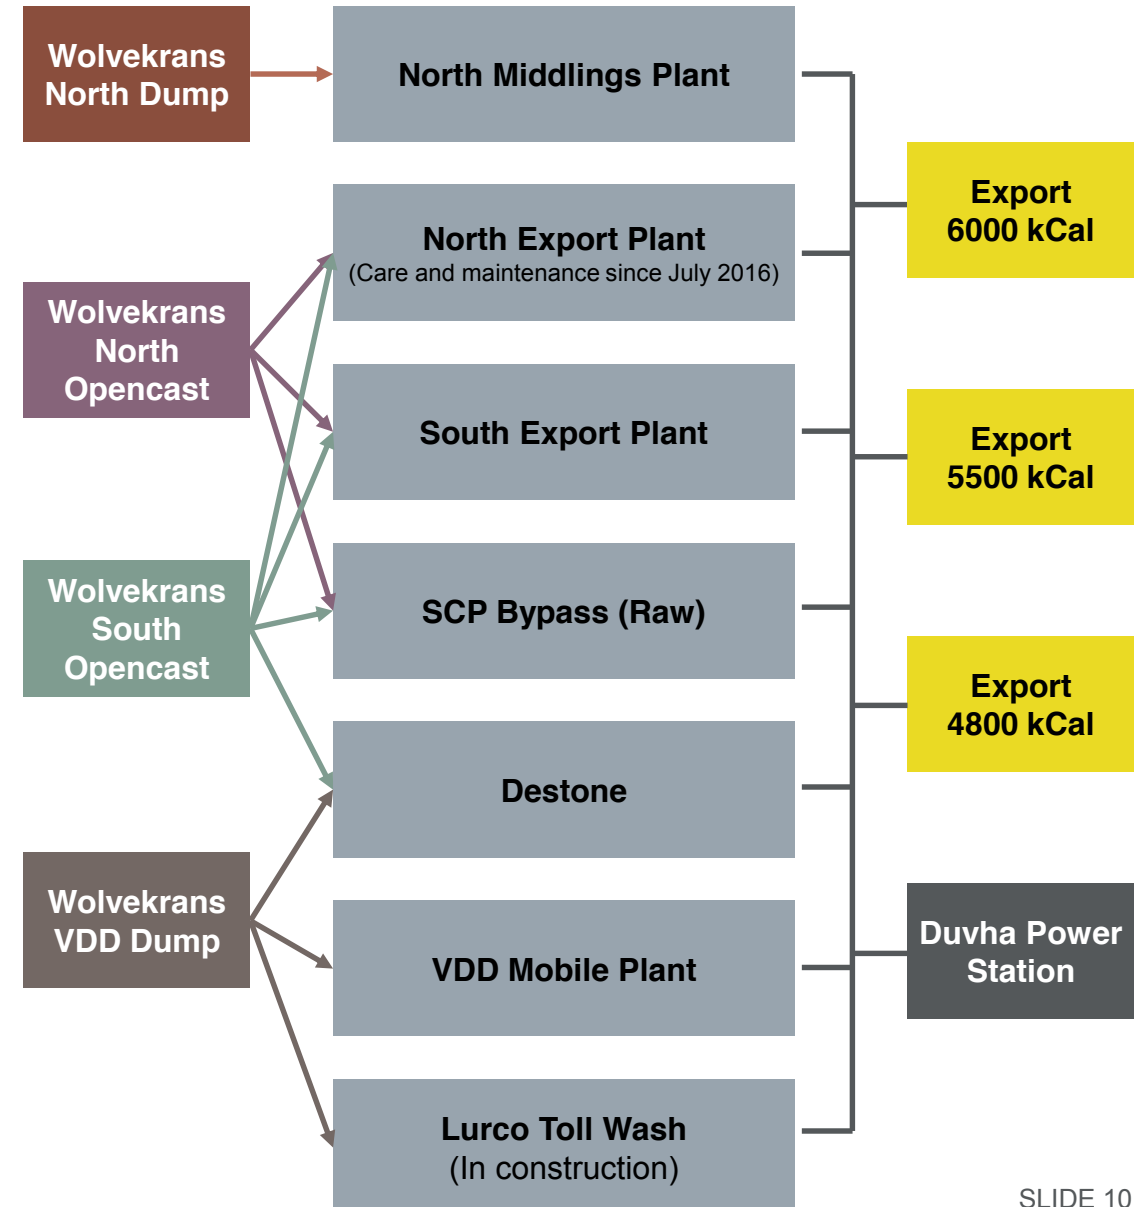 Wolvekrans
North Dump
North Middlings Plant
Export
6000 kCal
North Export Plant
(Care and maintenance since July 2016)
Wolvekrans
North
Opencast
South Export Plant
Export
5500 kCal
Wolvekrans
South
Opencast
SCP Bypass (Raw)
Export
4800 kCal
Destone
Wolvekrans
VDD Dump
VDD Mobile Plant
Duvha Power
Station
Lurco Toll Wash
(In construction)
SLIDE 10